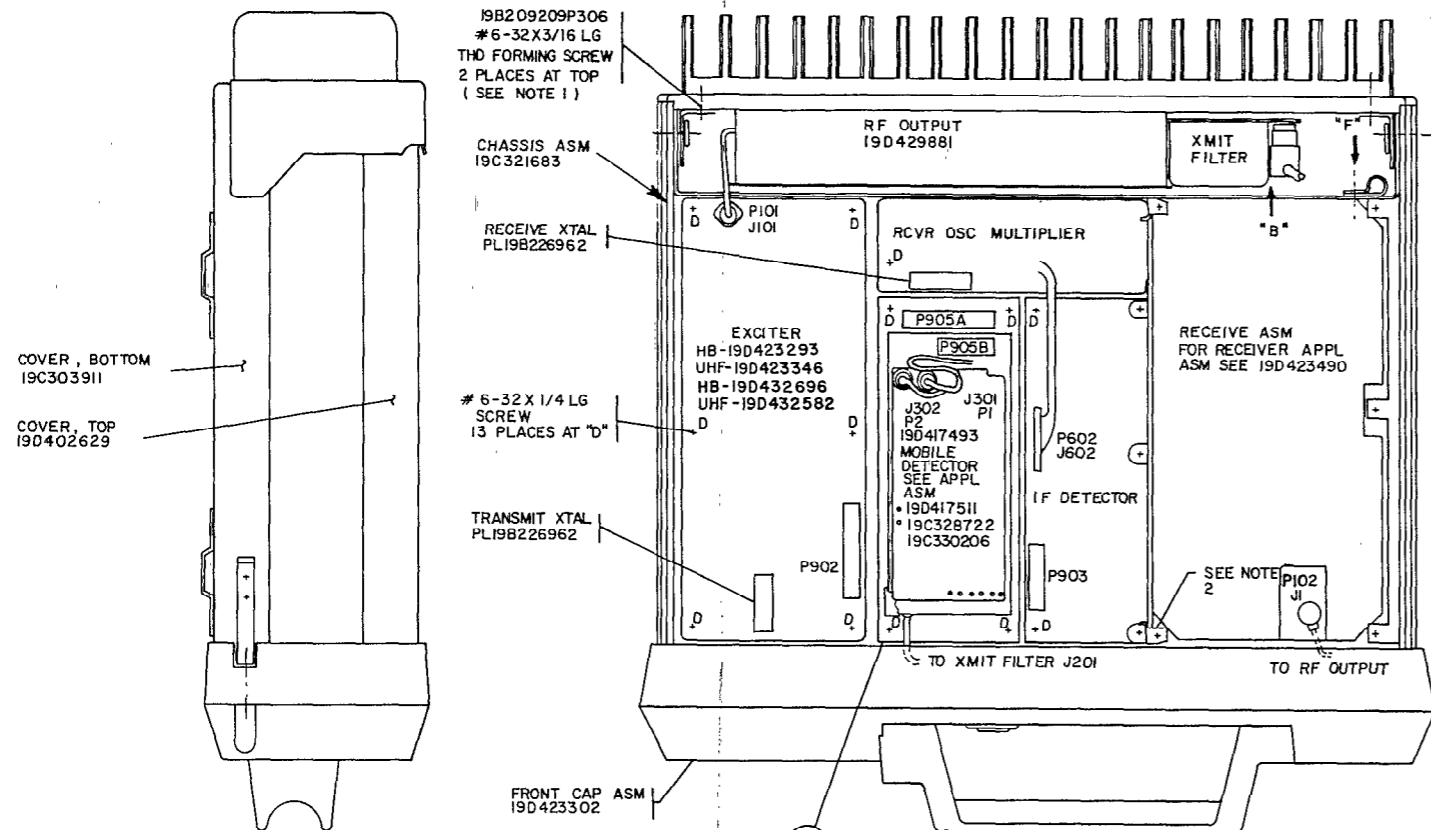 19B209209P306
#6-32X3/16 LG
THD FORMING SCREW
2 PLACES AT TOP
(SEE NOTE 1)
CHASSIS ASM
19C321683
RECEIVE XTAL
PL19B226962
COVER, BOTTOM
19C303911
COVER, TOP
19D402629
#6-32X1/4 LG
SCREW
13 PLACES AT "D"
TRANSMIT XTAL
PL19B226962
FRONT CAP ASM
19D423302
RF OUTPUT
19D429881
XMIT
FILTER
"F"
"B"
D
P101
J101
D
RCVR OSC MULTIPLIER
D
EXCITER
HB-19D423293
UHF-19D423346
HB-19D432696
UHF-19D432582
D
D
P902
D
D
D
P905A
D
P905B
J302
P2
J301
P1
19D417493
MOBILE
DETECTOR
SEE APPL
ASM
• 19D417511
° 19C328722
19C330206
D
D
D
P602
J602
IF DETECTOR
P903
D
RECEIVE ASM
FOR RECEIVER APPL
ASM SEE 19D423490
SEE NOTE
2
P102
J1
TO XMIT FILTER J201
TO RF OUTPUT